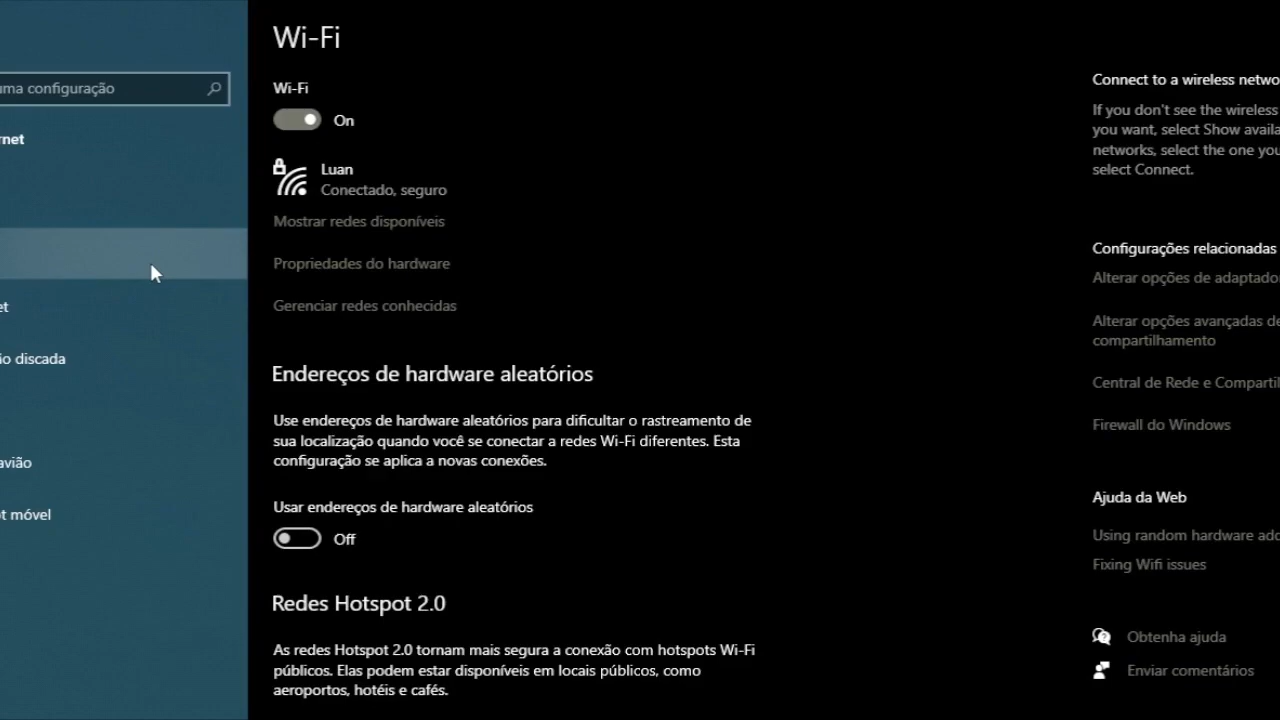 uma configuração
rnet
et
ão discada
avião
ot móvel
Wi-Fi
Wi-Fi
On
Luan
Conectado, seguro
Mostrar redes disponíveis
Propriedades do hardware
Gerenciar redes conhecidas
Endereços de hardware aleatórios
Use endereços de hardware aleatórios para dificultar o rastreamento de
sua localização quando você se conectar a redes Wi-Fi diferentes. Esta
configuração se aplica a novas conexões.
Usar endereços de hardware aleatórios
Off
Redes Hotspot 2.0
As redes Hotspot 2.0 tornam mais segura a conexão com hotspots Wi-Fi
públicos. Elas podem estar disponíveis em locais públicos, como
aeroportos, hotéis e cafés.
Connect to a wireless netwo
If you don't see the wireless
you want, select Show availa
networks, select the one you
select Connect.
Configurações relacionadas
Alterar opções de adaptado
Alterar opções avançadas de
compartilhamento
Central de Rede e Compartil
Firewall do Windows
Ajuda da Web
Using random hardware add
Fixing Wifi issues
Obtenha ajuda
Enviar comentários